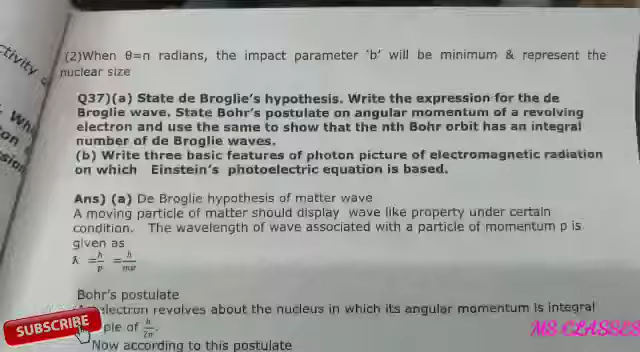 (2)When θ=п radians, the impact parameter 'b' will be minimum & represent the
nuclear size
Q37)(a) State de Broglie's hypothesis. Write the expression for the de
Broglie wave. State Bohr's postulate on angular momentum of a revolving
electron and use the same to show that the nth Bohr orbit has an integral
number of de Broglie waves.
(b) Write three basic features of photon picture of electromagnetic radiation
on which Einstein's photoelectric equation is based.
Ans) (a) De Broglie hypothesis of matter wave
A moving particle of matter should display wave like property under certain
condition. The wavelength of wave associated with a particle of momentum p is
given as
ƛ = h/p = h/mv
Bohr's postulate
electron revolves about the nucleus in which its angular momentum is integral
ple of h/2π.
Now according to this postulate
SUBSCRIBE
MB CLASSES